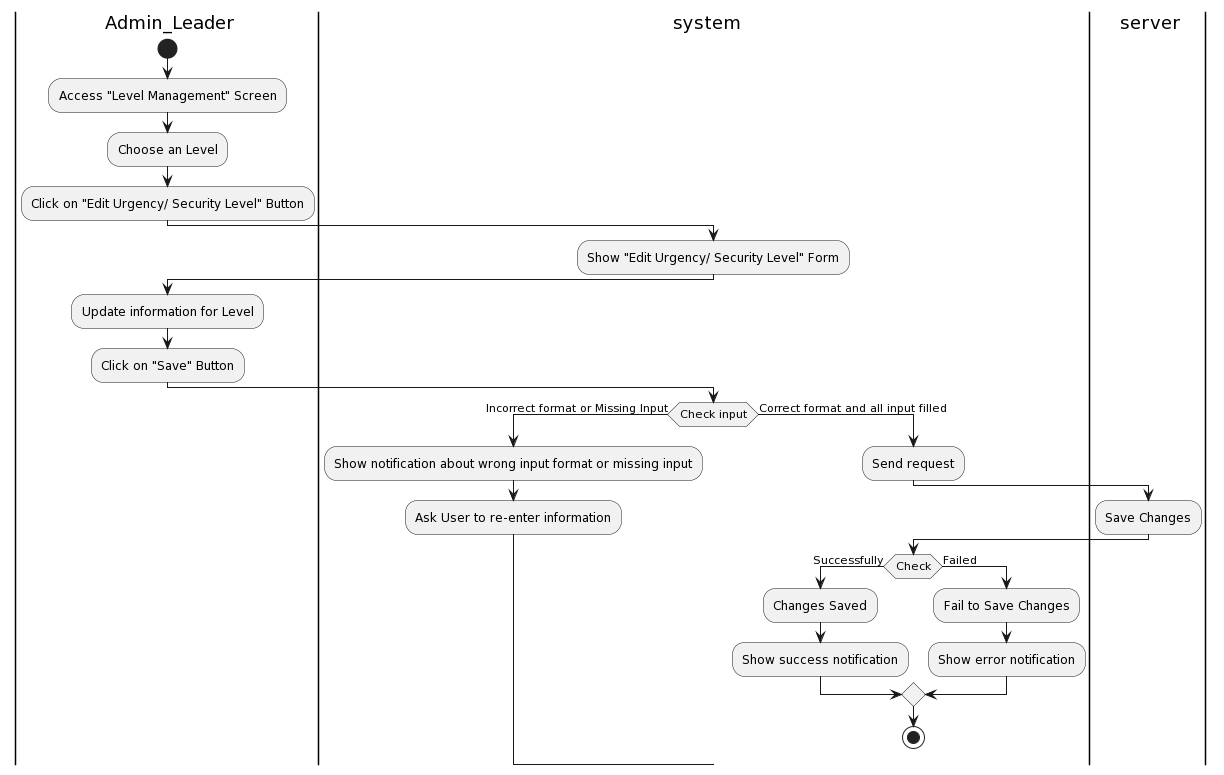 Admin_Leader
system
server
Access "Level Management" Screen
Choose an Level
Click on "Edit Urgency/ Security Level" Button
Show "Edit Urgency/ Security Level" Form
Update information for Level
Click on "Save" Button
Incorrect format or Missing Input
Check input
Correct format and all input filled
Show notification about wrong input format or missing input
Send request
Ask User to re-enter information
Save Changes
Successfully
Check
Failed
Changes Saved
Fail to Save Changes
Show success notification
Show error notification